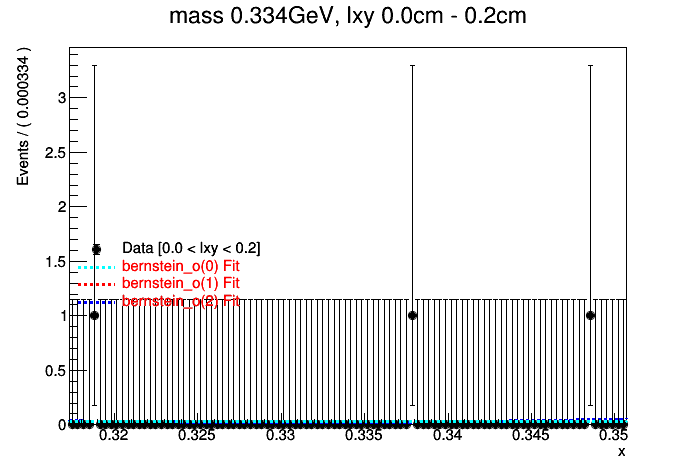 mass 0.334GeV, lxy 0.0cm - 0.2cm
Events / ( 0.000334 )
3
2.5
2
1.5
1
0.5
0
Data [0.0 < lxy < 0.2]
bernstein_o(0) Fit
bernstein_o(1) Fit
bernstein_o(2) Fit
0.32 0.325 0.33 0.335 0.34 0.345 0.35
x